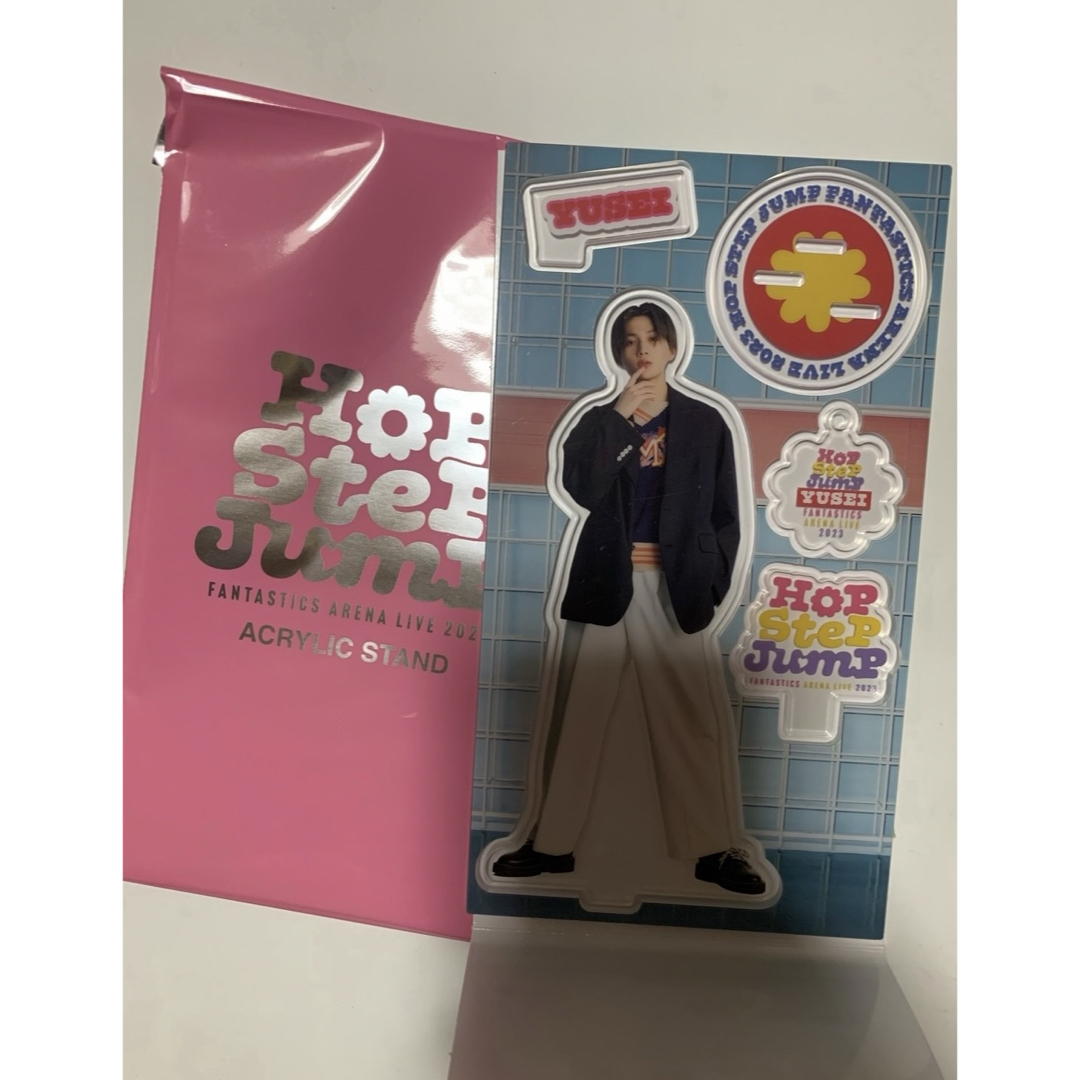 HOP
STEP
JUMP
FANTASTICS ARENA LIVE 202
ACRYLIC STAND
YUSEI
HOP STEP JUMP FANTASTICS ARENA LIVE 2023
HOP
STEP
JUMP
YUSEI
FANTASTICS
ARENA LIVE
2023
HOP
STEP
JUMP
FANTASTICS ARENA LIVE 2023